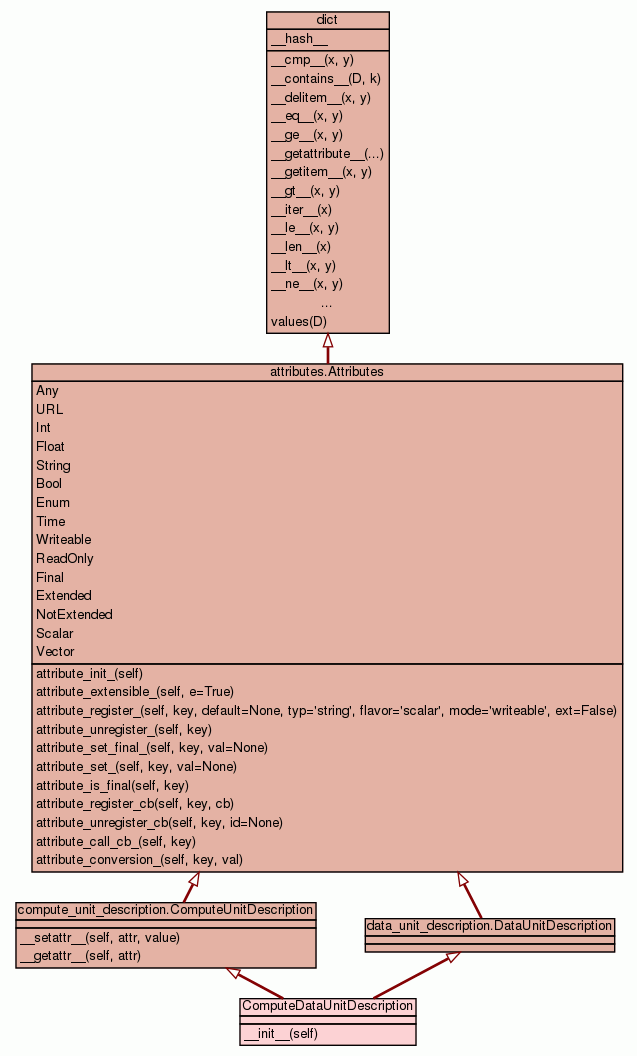 dict
__hash__
__cmp__(x, y)
__contains__(D, k)
__delitem__(x, y)
__eq__(x, y)
__ge__(x, y)
__getattribute__(...)
__getitem__(x, y)
__gt__(x, y)
__iter__(x)
__le__(x, y)
__len__(x)
__lt__(x, y)
__ne__(x, y)
...
values(D)
attributes.Attributes
Any
URL
Int
Float
String
Bool
Enum
Time
Writeable
ReadOnly
Final
Extended
NotExtended
Scalar
Vector
attribute_init_(self)
attribute_extensible_(self, e=True)
attribute_register_(self, key, default=None, typ='string', flavor='scalar', mode='writeable', ext=False)
attribute_unregister_(self, key)
attribute_set_final_(self, key, val=None)
attribute_set_(self, key, val=None)
attribute_is_final(self, key)
attribute_register_cb(self, key, cb)
attribute_unregister_cb(self, key, id=None)
attribute_call_cb_(self, key)
attribute_conversion_(self, key, val)
compute_unit_description.ComputeUnitDescription
__setattr__(self, attr, value)
__getattr__(self, attr)
data_unit_description.DataUnitDescription
ComputeDataUnitDescription
__init__(self)